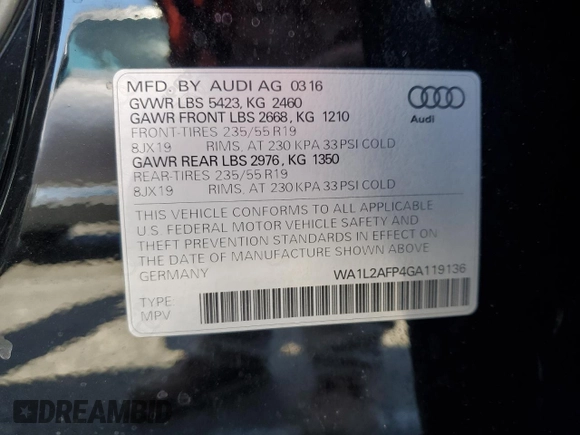 MFD. BY AUDI AG 03 16
GVWR LBS 5423, KG 2460
GAWR FRONT LBS 2668, KG 1210
FRONT-TIRES 235/55 R19
8JX19 RIMS, AT 230 KPA 33 PSI COLD
GAWR REAR LBS 2976, KG 1350
REAR-TIRES 235/55 R19
8JX19 RIMS, AT 230 KPA 33 PSI COLD
Audi
THIS VEHICLE CONFORMS TO ALL APPLICABLE
U.S. FEDERAL MOTOR VEHICLE SAFETY AND
THEFT PREVENTION STANDARDS IN EFFECT ON
THE DATE OF MANUFACTURE SHOWN ABOVE.
GERMANY WA1L2AFP4GA119136
TYPE
MPV
DREAMBID